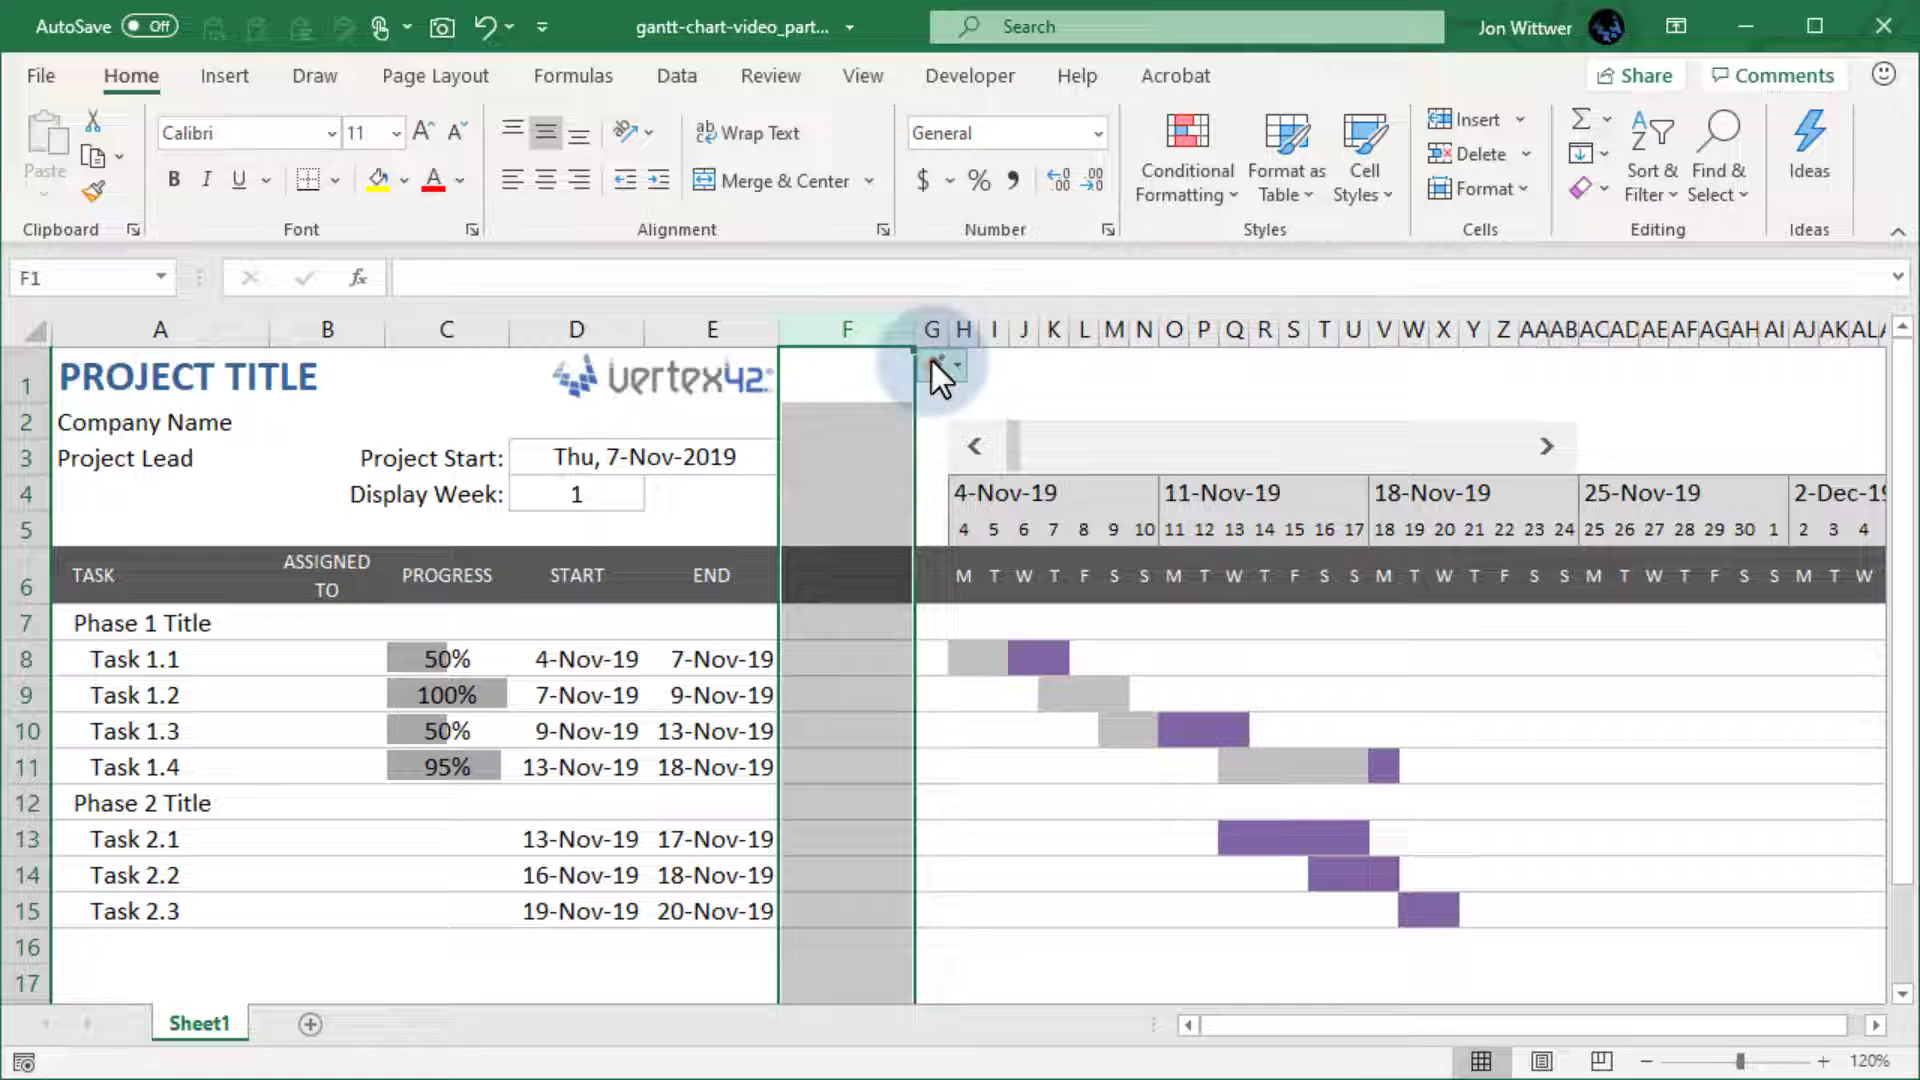 AutoSave Off gantt-chart-video_part... Search Jon Wittwer
File Home Insert Draw Page Layout Formulas Data Review View Developer Help Acrobat Share Comments
Calibri 11 ab Wrap Text General Insert
Paste Conditional Format as Cell Delete Sort & Find & Ideas
B I U A Merge & Center $ % Formatting Table Styles Format Filter Select
Clipboard Font Alignment Number Styles Cells Editing Ideas
F1 fx
A B C D E F G H I J K L M N O P Q R S T U V W X Y Z AA AB AC AD AE AF AG AH AI AJ AK AL
1 PROJECT TITLE vertex42
2 Company Name
3 Project Lead Project Start: Thu, 7-Nov-2019
4 Display Week: 1 4-Nov-19 11-Nov-19 18-Nov-19 25-Nov-19 2-Dec-19
5 4 5 6 7 8 9 10 11 12 13 14 15 16 17 18 19 20 21 22 23 24 25 26 27 28 29 30 1 2 3 4
6 TASK ASSIGNED TO PROGRESS START END M T W T F S S M T W T F S S M T W T F S S M T W T F S S M T W
7 Phase 1 Title
8 Task 1.1 50% 4-Nov-19 7-Nov-19
9 Task 1.2 100% 7-Nov-19 9-Nov-19
10 Task 1.3 50% 9-Nov-19 13-Nov-19
11 Task 1.4 95% 13-Nov-19 18-Nov-19
12 Phase 2 Title
13 Task 2.1 13-Nov-19 17-Nov-19
14 Task 2.2 16-Nov-19 18-Nov-19
15 Task 2.3 19-Nov-19 20-Nov-19
16
17
Sheet1
120%